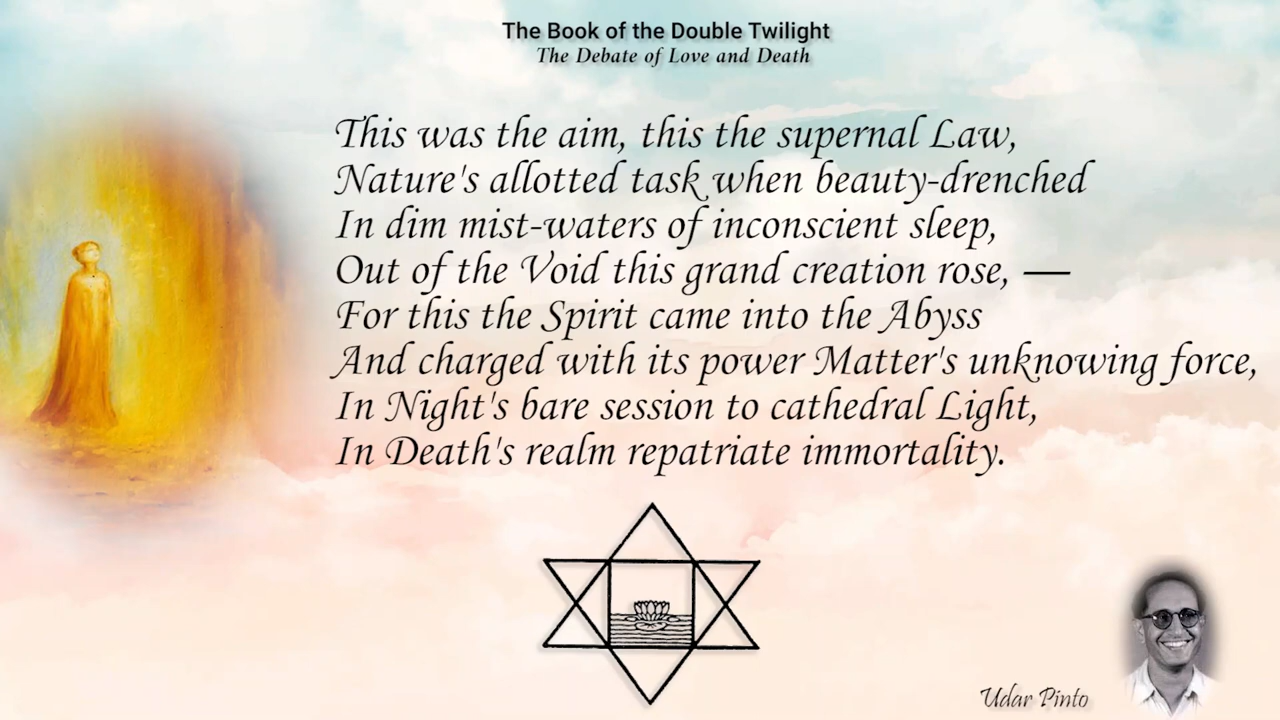 The Book of the Double Twilight
The Debate of Love and Death
This was the aim, this the supernal Law,
Nature's allotted task when beauty-drenched
In dim mist-waters of inconscient sleep,
Out of the Void this grand creation rose, —
For this the Spirit came into the Abyss
And charged with its power Matter's unknowing force,
In Night's bare session to cathedral Light,
In Death's realm repatriate immortality.
Udar Pinto